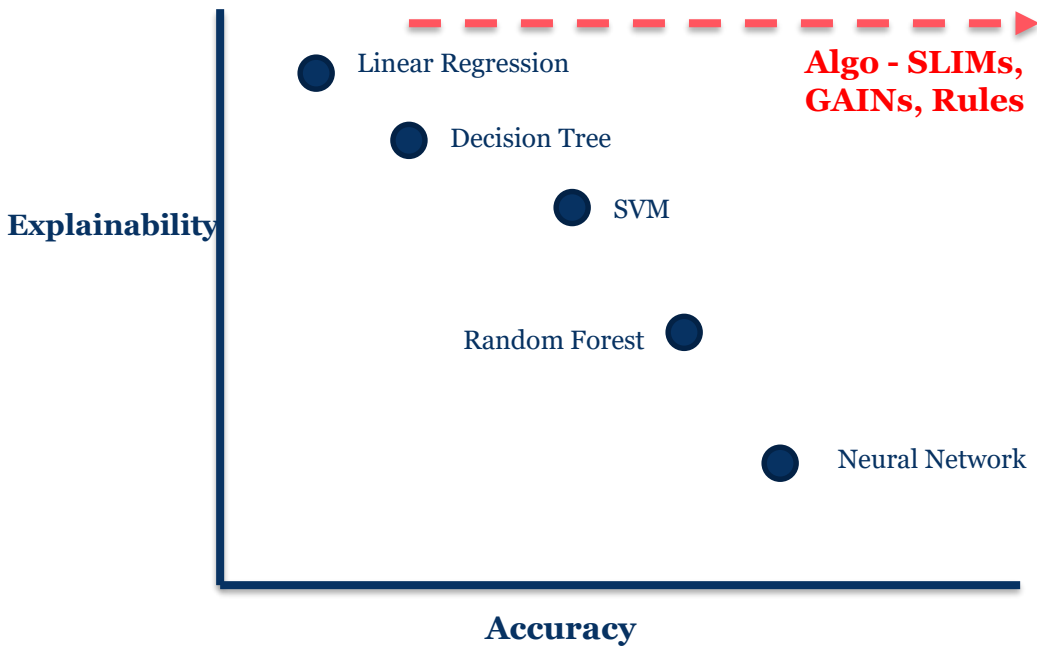 Linear Regression
Algo - SLIMs,
GAINs, Rules
Decision Tree
SVM
Explainability
Random Forest
Neural Network
Accuracy